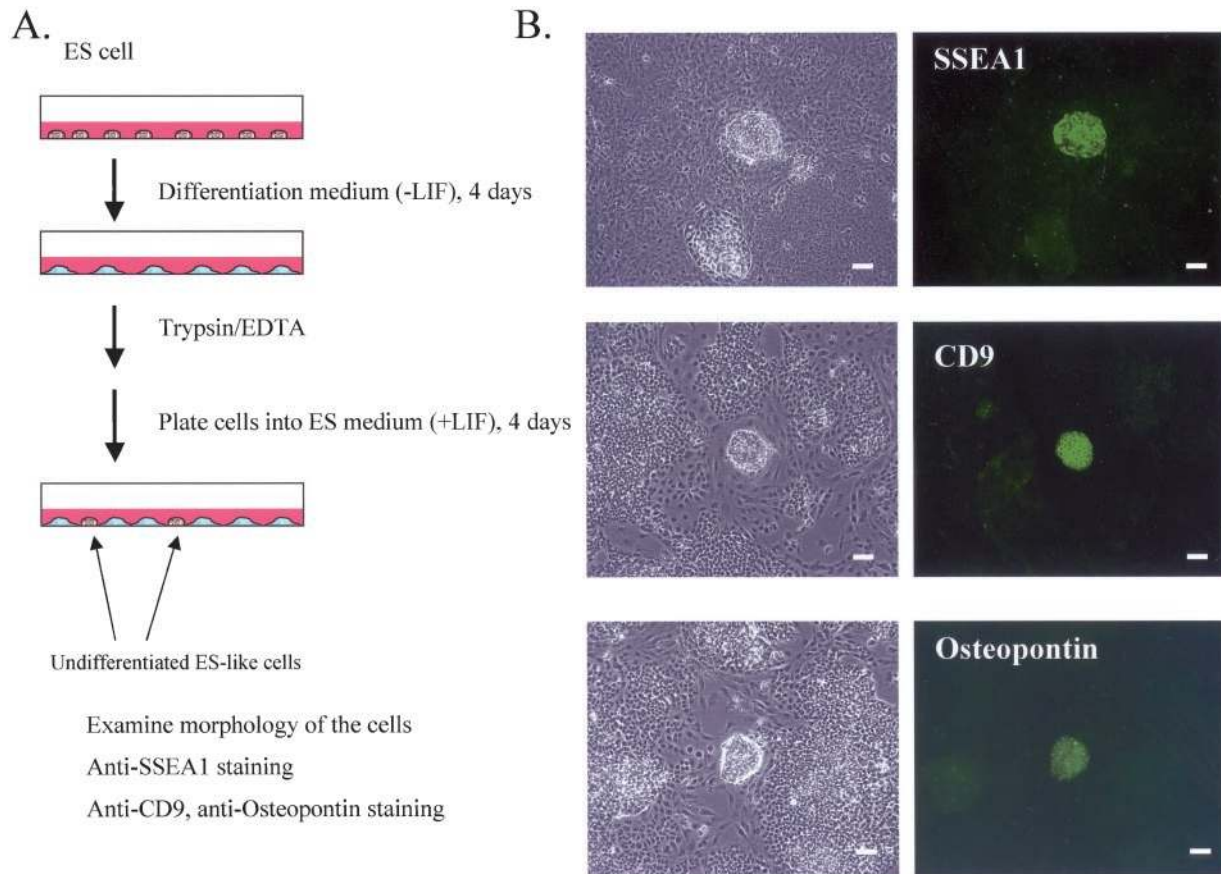 A.
ES cell
Differentiation medium (-LIF), 4 days
Trypsin/EDTA
Plate cells into ES medium (+LIF), 4 days
Undifferentiated ES-like cells
Examine morphology of the cells
Anti-SSEA1 staining
Anti-CD9, anti-Osteopontin staining
B.
SSEA1
CD9
Osteopontin